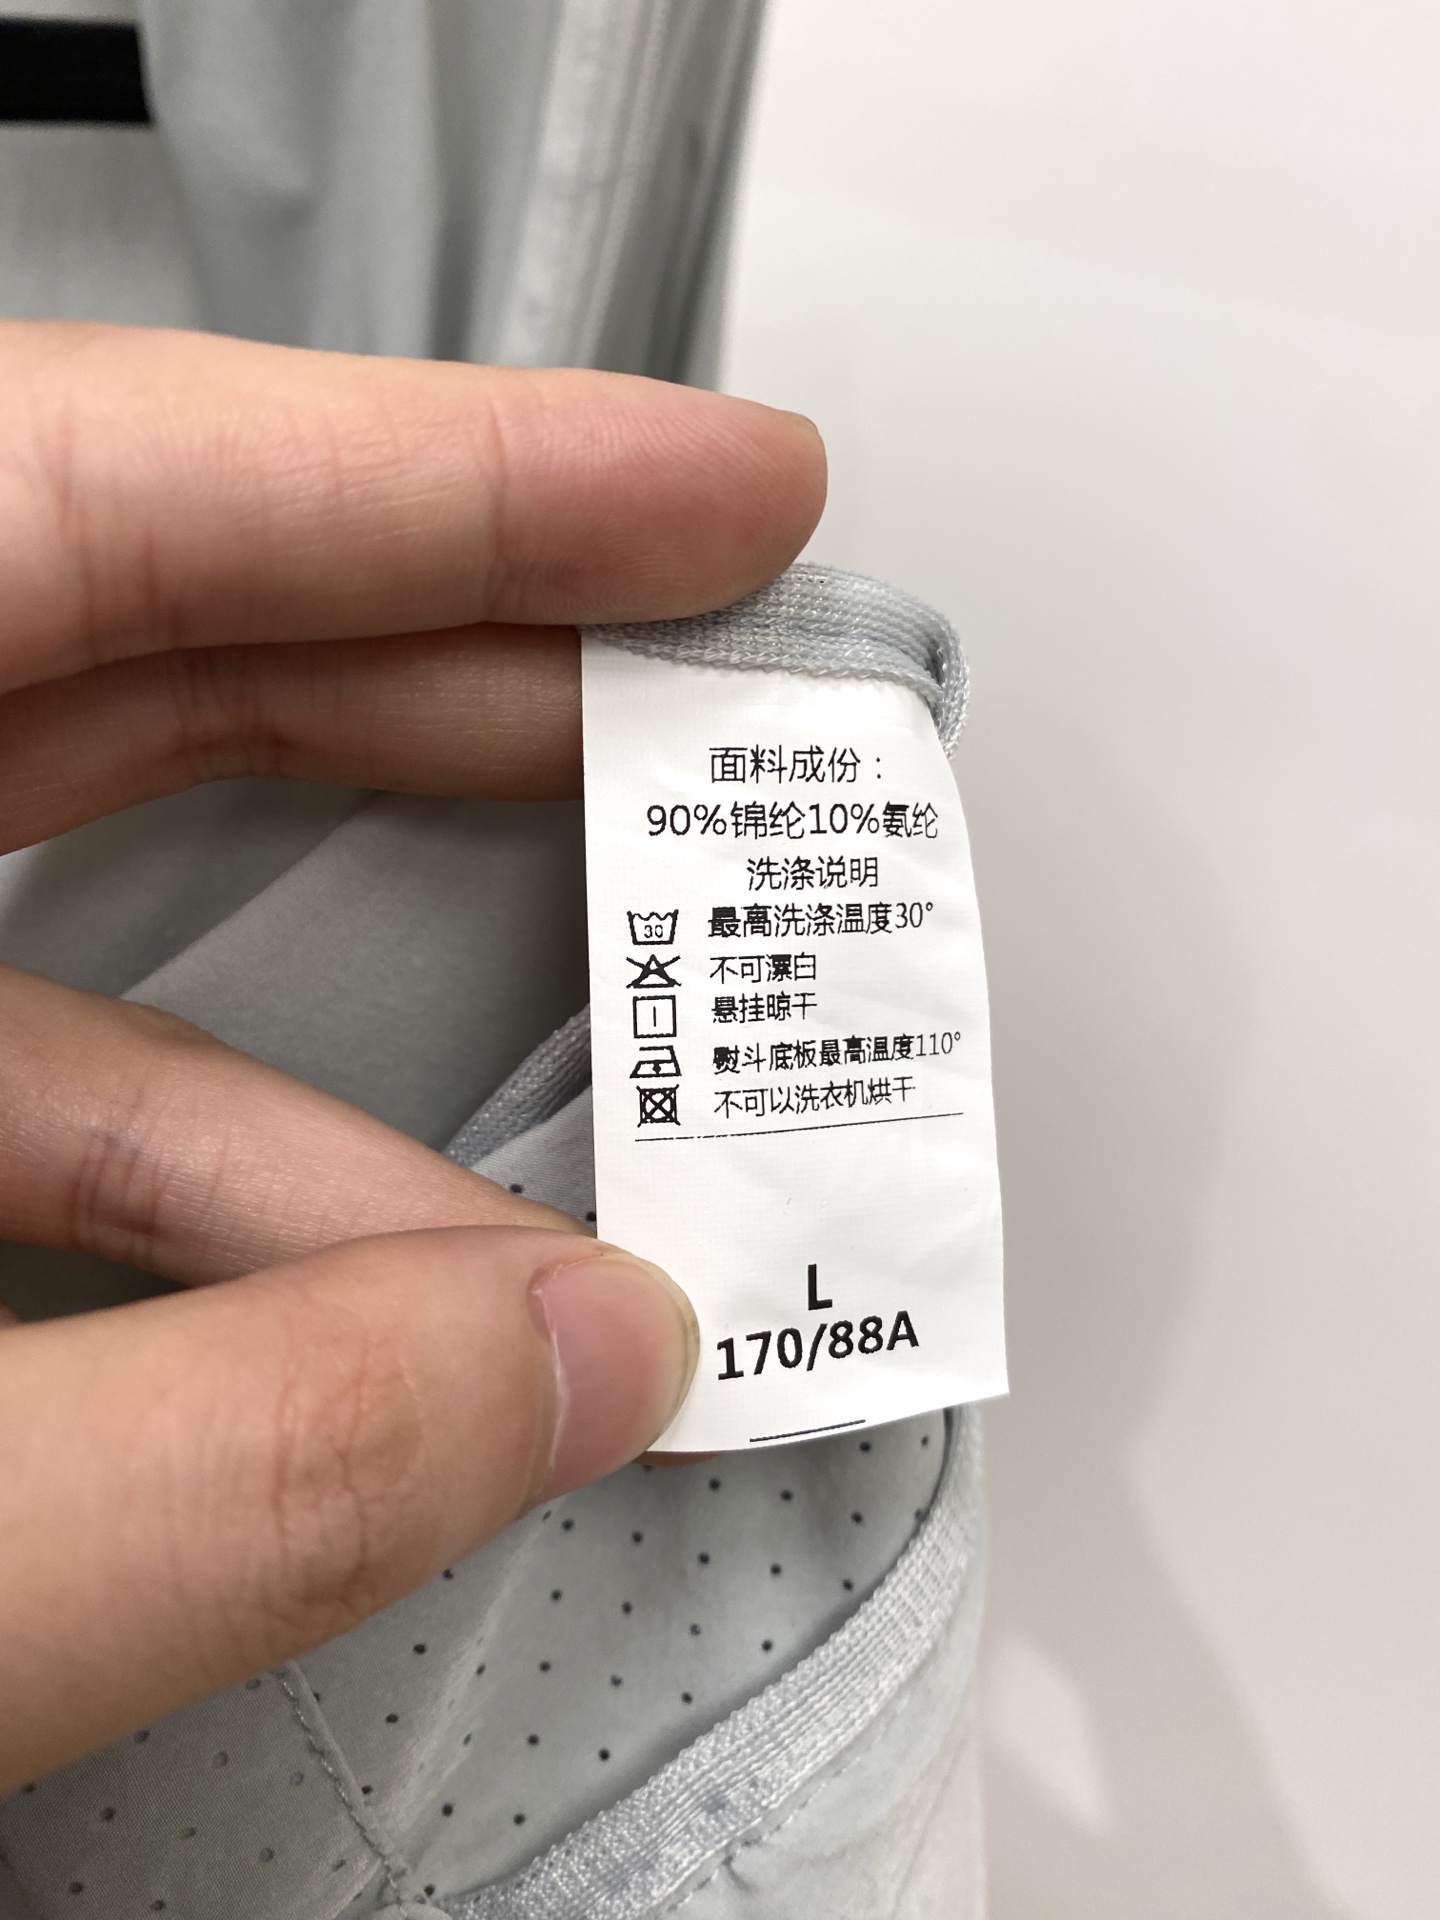 面料成份：
90%锦纶10%氨纶
洗涤说明
30 最高洗涤温度30°
不可漂白
悬挂晾干
熨斗底板最高温度110°
不可以洗衣机烘干
L
170/88A